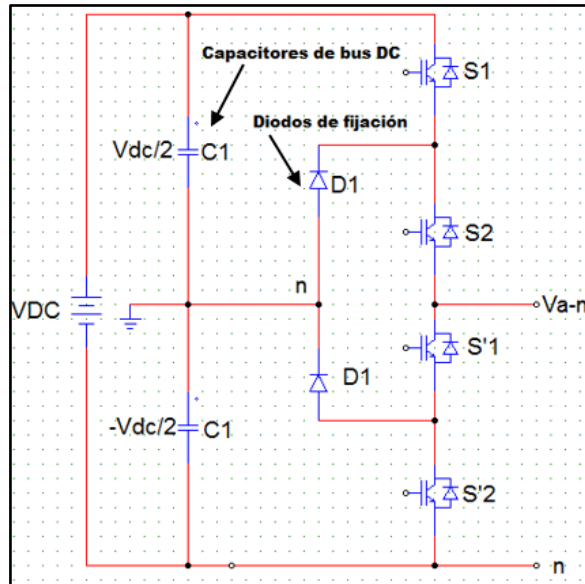 Capacitores de bus DC
S1
Diodos de fijación
Vdc/2
C1
D1
S2
n
VDC
Va-n
S'1
D1
-Vdc/2
C1
S'2
n